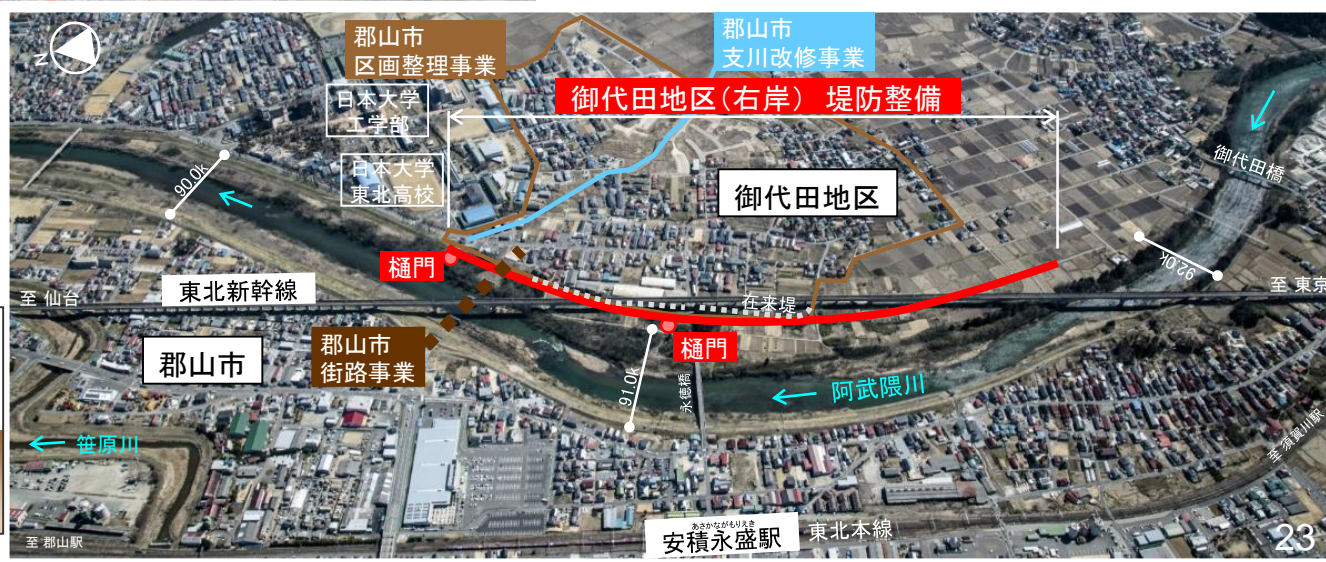 N
郡山市
区画整理事業
郡山市
支川改修事業
御代田地区(右岸) 堤防整備
日本大学
工学部
日本大学
東北高校
御代田地区
御代田橋
90.0k
92.0k
樋門
東北新幹線
至 仙台
至 東京
在来堤
郡山市
郡山市
街路事業
樋門
91.0k
永徳橋
阿武隈川
笹原川
至 須賀川駅
あさかながもりえき
安積永盛駅
東北本線
至 郡山駅
23